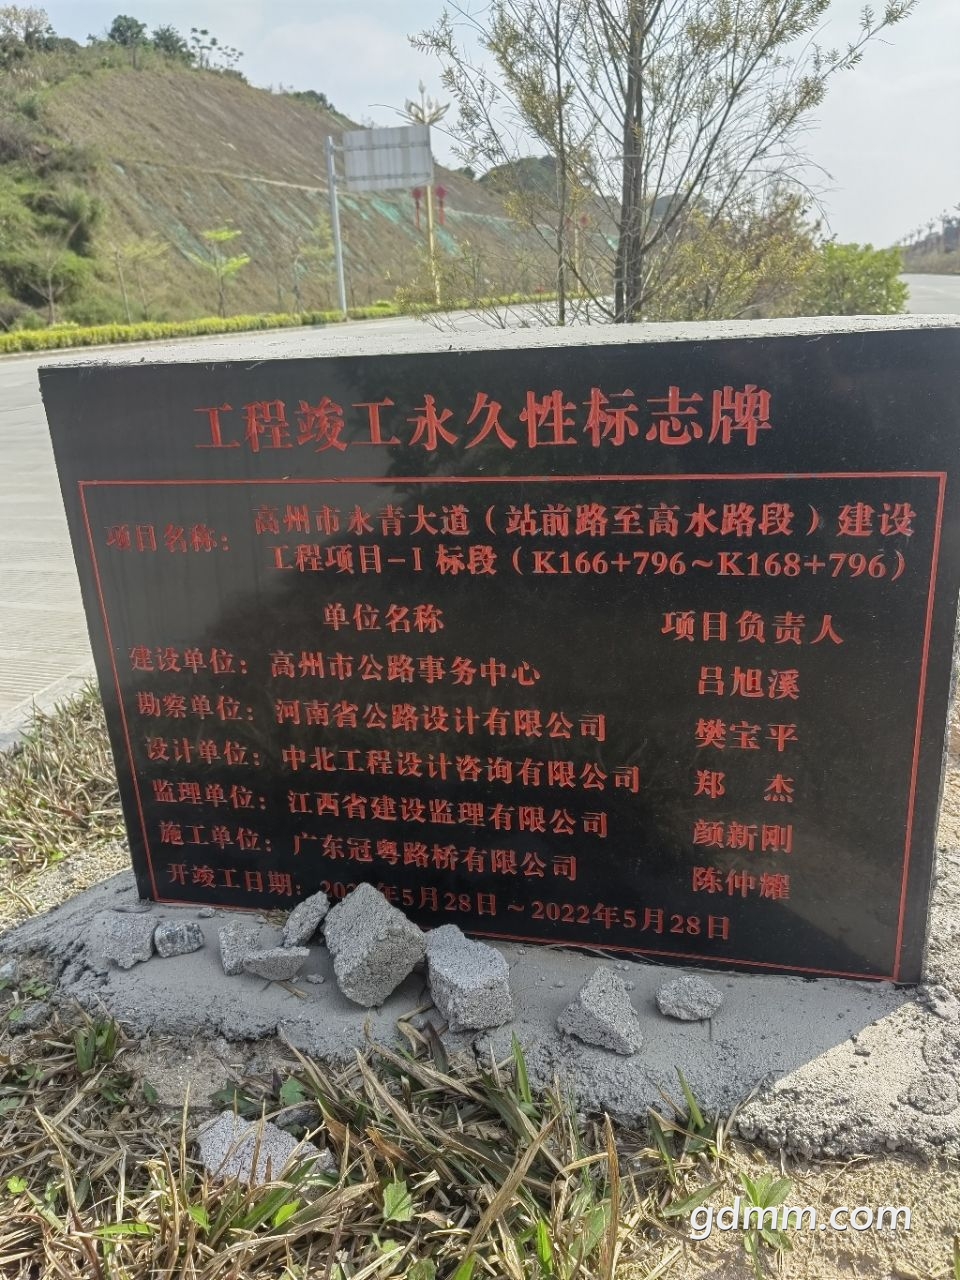 工程竣工永久性标志牌
项目名称：高州市永青大道（站前路至高水路段）建设
工程项目-I 标段（K166+796~K168+796）
单位名称 项目负责人
建设单位：高州市公路事务中心 吕旭溪
勘察单位：河南省公路设计有限公司 樊宝平
设计单位：中北工程设计咨询有限公司 郑 杰
监理单位：江西省建设监理有限公司 颜新刚
施工单位：广东冠粤路桥有限公司 陈仲耀
开竣工日期：年5月28日~2022年5月28日
gdmm.com